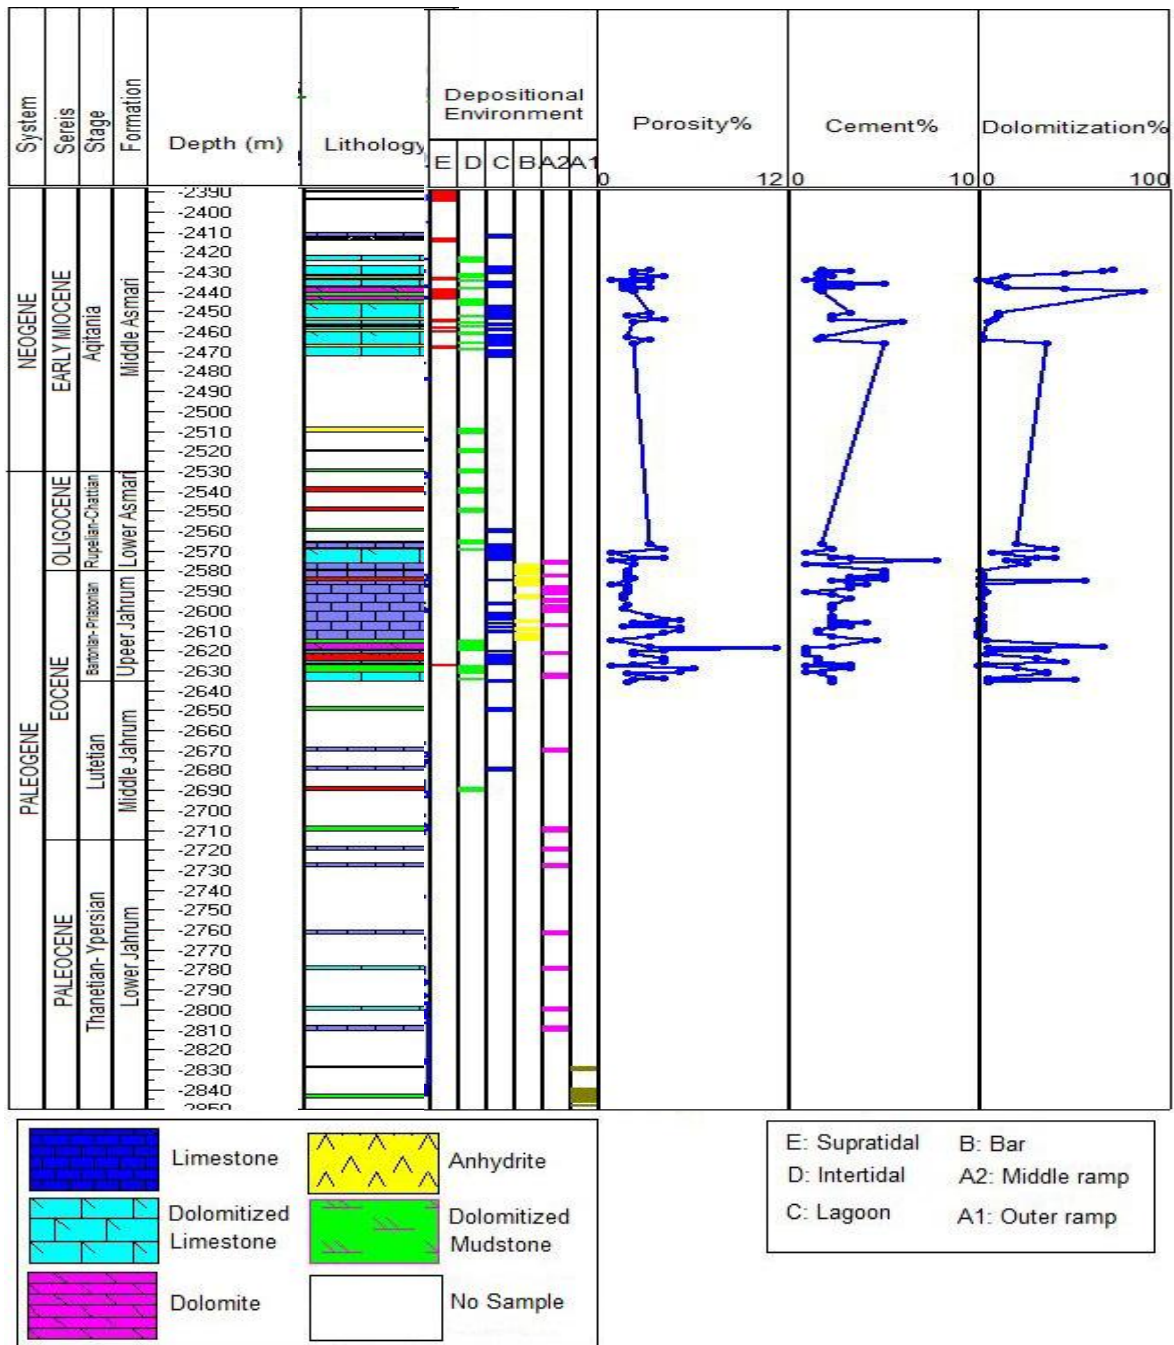 System
Sereis
Stage
Formation
Depth (m)
Lithology
Depositional
Environment
E
D
C
B
A2
A1
Porosity%
Cement%
Dolomitization%
0
12
0
10
0
100
NEOGENE
PALEOGENE
EARLY MIOCENE
OLIGOCENE
EOCENE
PALEOCENE
Aqitania
Rupelian-Chattian
Bartonian-Priabonian
Lutetian
Thanetian-Ypersian
Middle Asmari
Lower Asmari
Upeer Jahrum
Middle Jahrum
Lower Jahrum
-2390
-2400
-2410
-2420
-2430
-2440
-2450
-2460
-2470
-2480
-2490
-2500
-2510
-2520
-2530
-2540
-2550
-2560
-2570
-2580
-2590
-2600
-2610
-2620
-2630
-2640
-2650
-2660
-2670
-2680
-2690
-2700
-2710
-2720
-2730
-2740
-2750
-2760
-2770
-2780
-2790
-2800
-2810
-2820
-2830
-2840
-2850
Limestone
Dolomitized
Limestone
Dolomite
Anhydrite
Dolomitized
Mudstone
No Sample
E: Supratidal
B: Bar
D: Intertidal
A2: Middle ramp
C: Lagoon
A1: Outer ramp